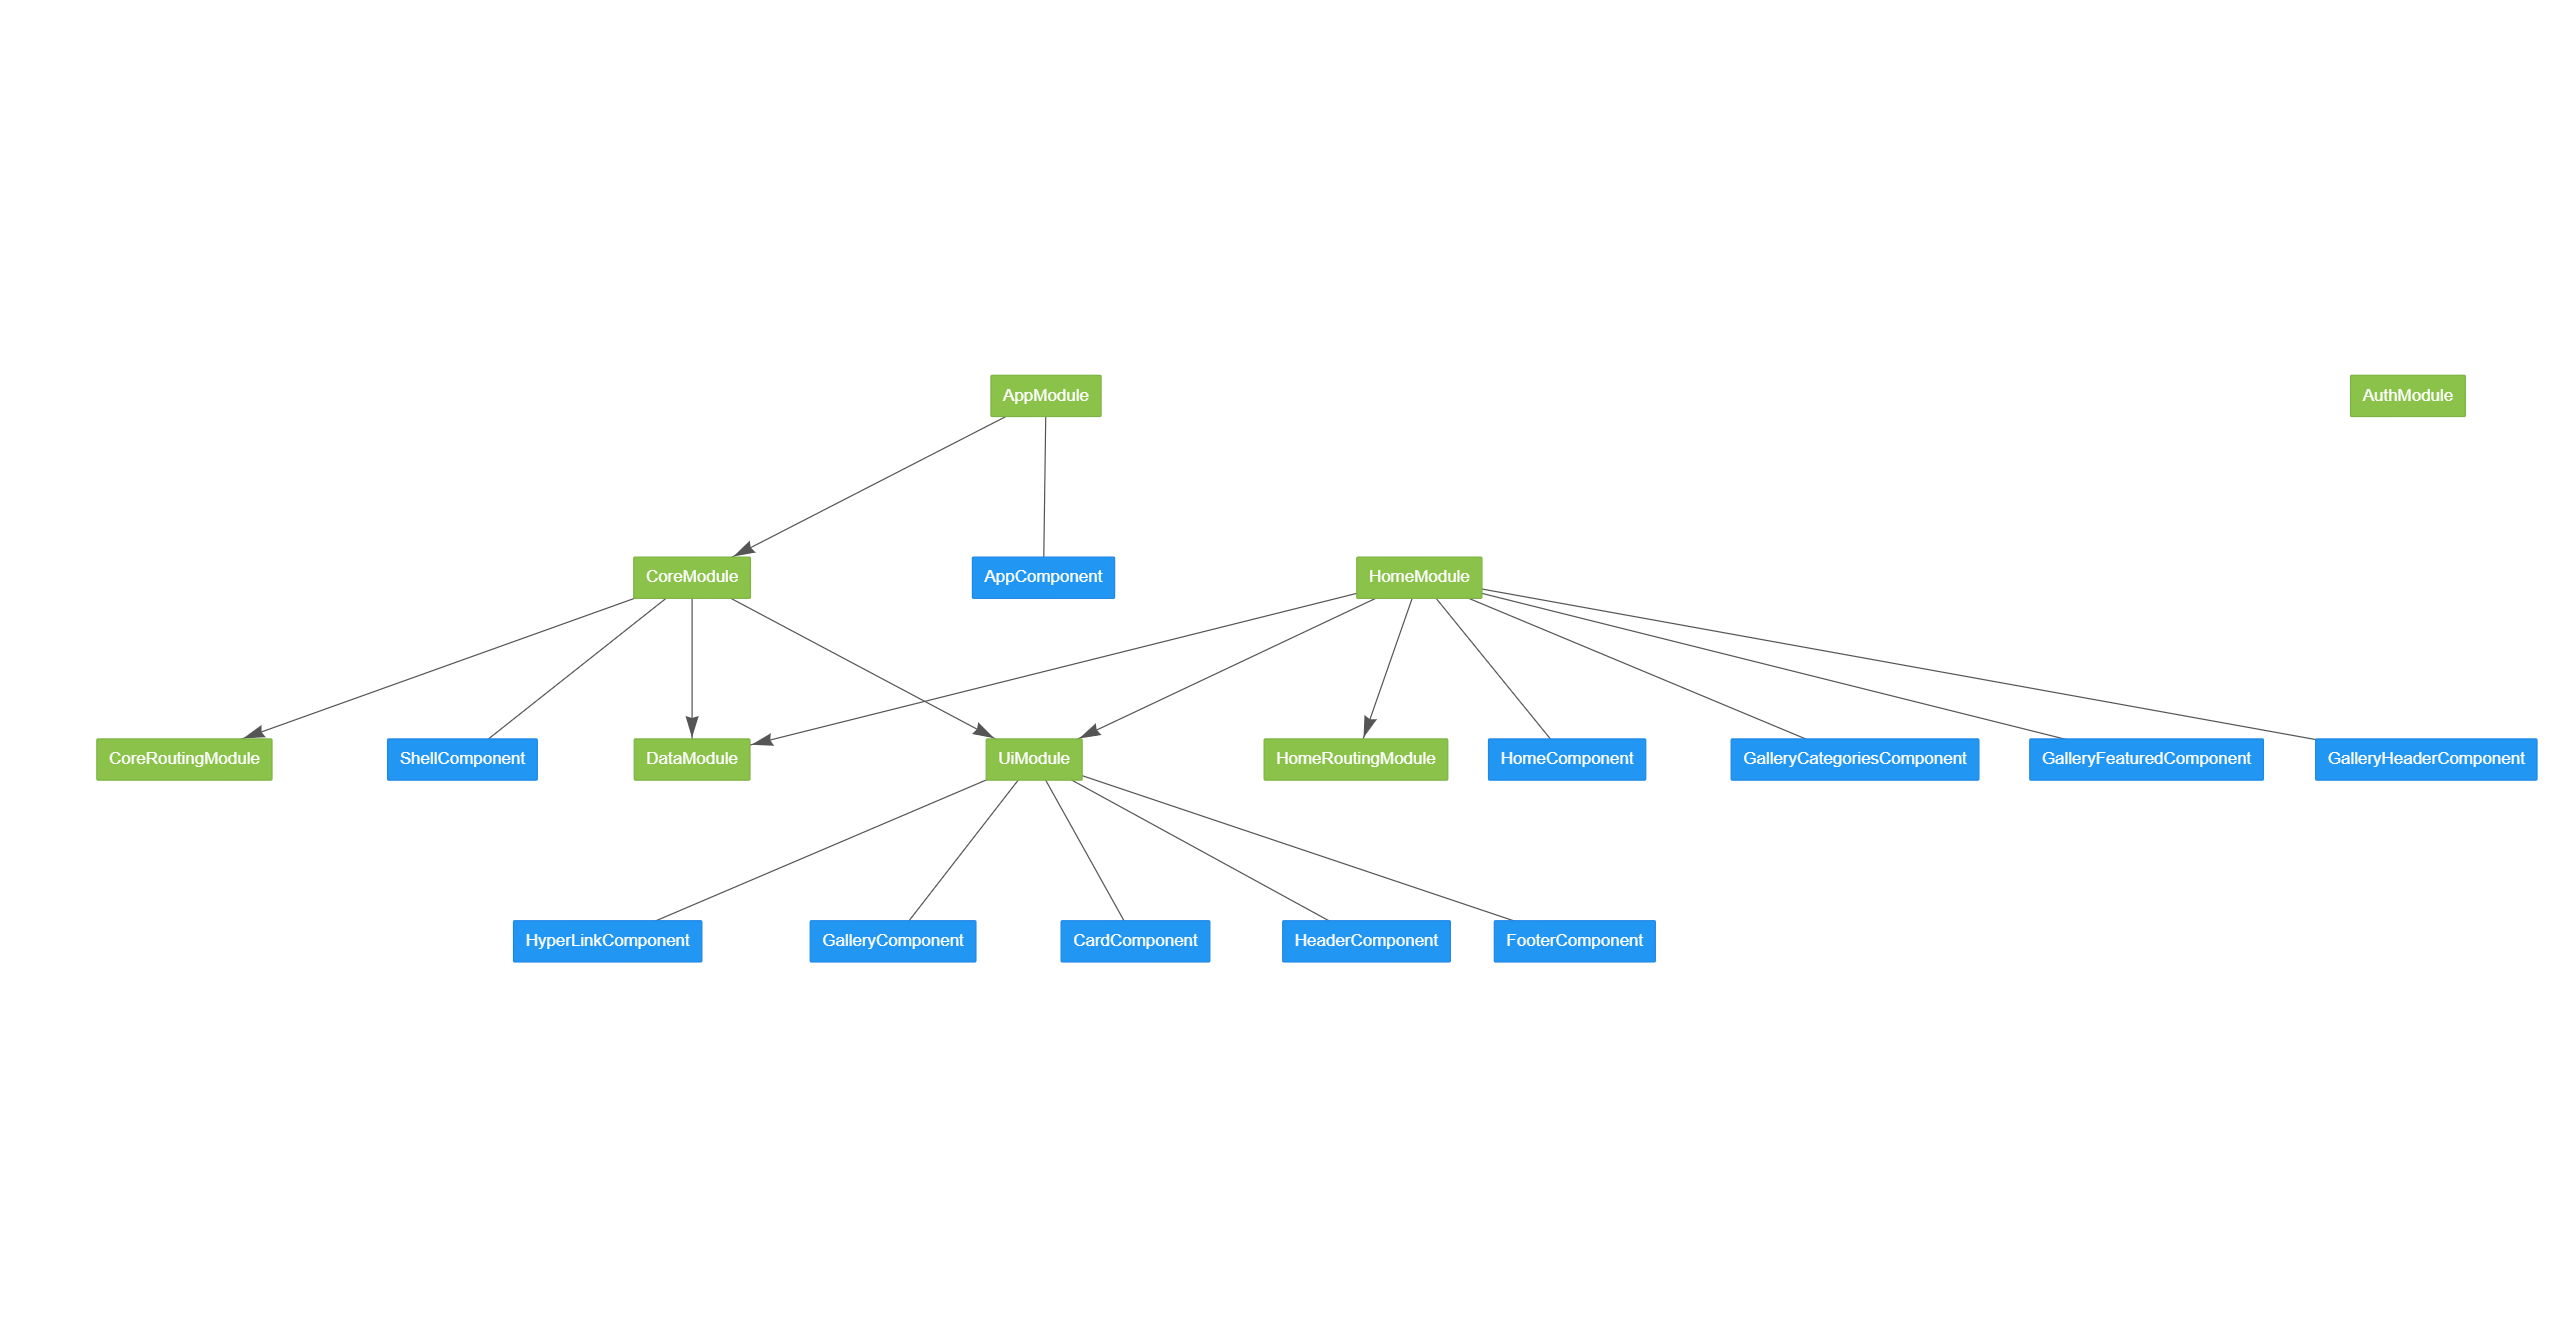 AppModule
AuthModule
CoreModule
AppComponent
HomeModule
CoreRoutingModule
ShellComponent
DataModule
UiModule
HomeRoutingModule
HomeComponent
GalleryCategoriesComponent
GalleryFeaturedComponent
GalleryHeaderComponent
HyperLinkComponent
GalleryComponent
CardComponent
HeaderComponent
FooterComponent